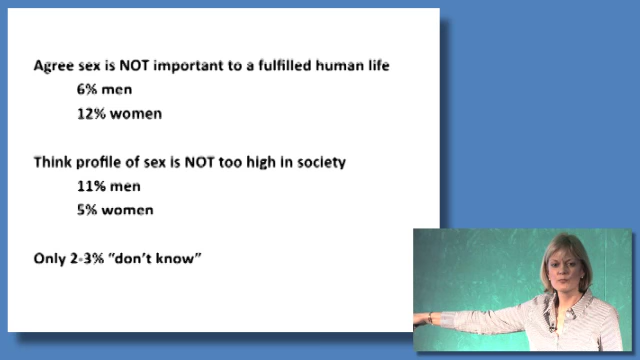 Agree sex is NOT important to a fulfilled human life
6% men
12% women
Think profile of sex is NOT too high in society
11% men
5% women
Only 2-3% “don’t know”